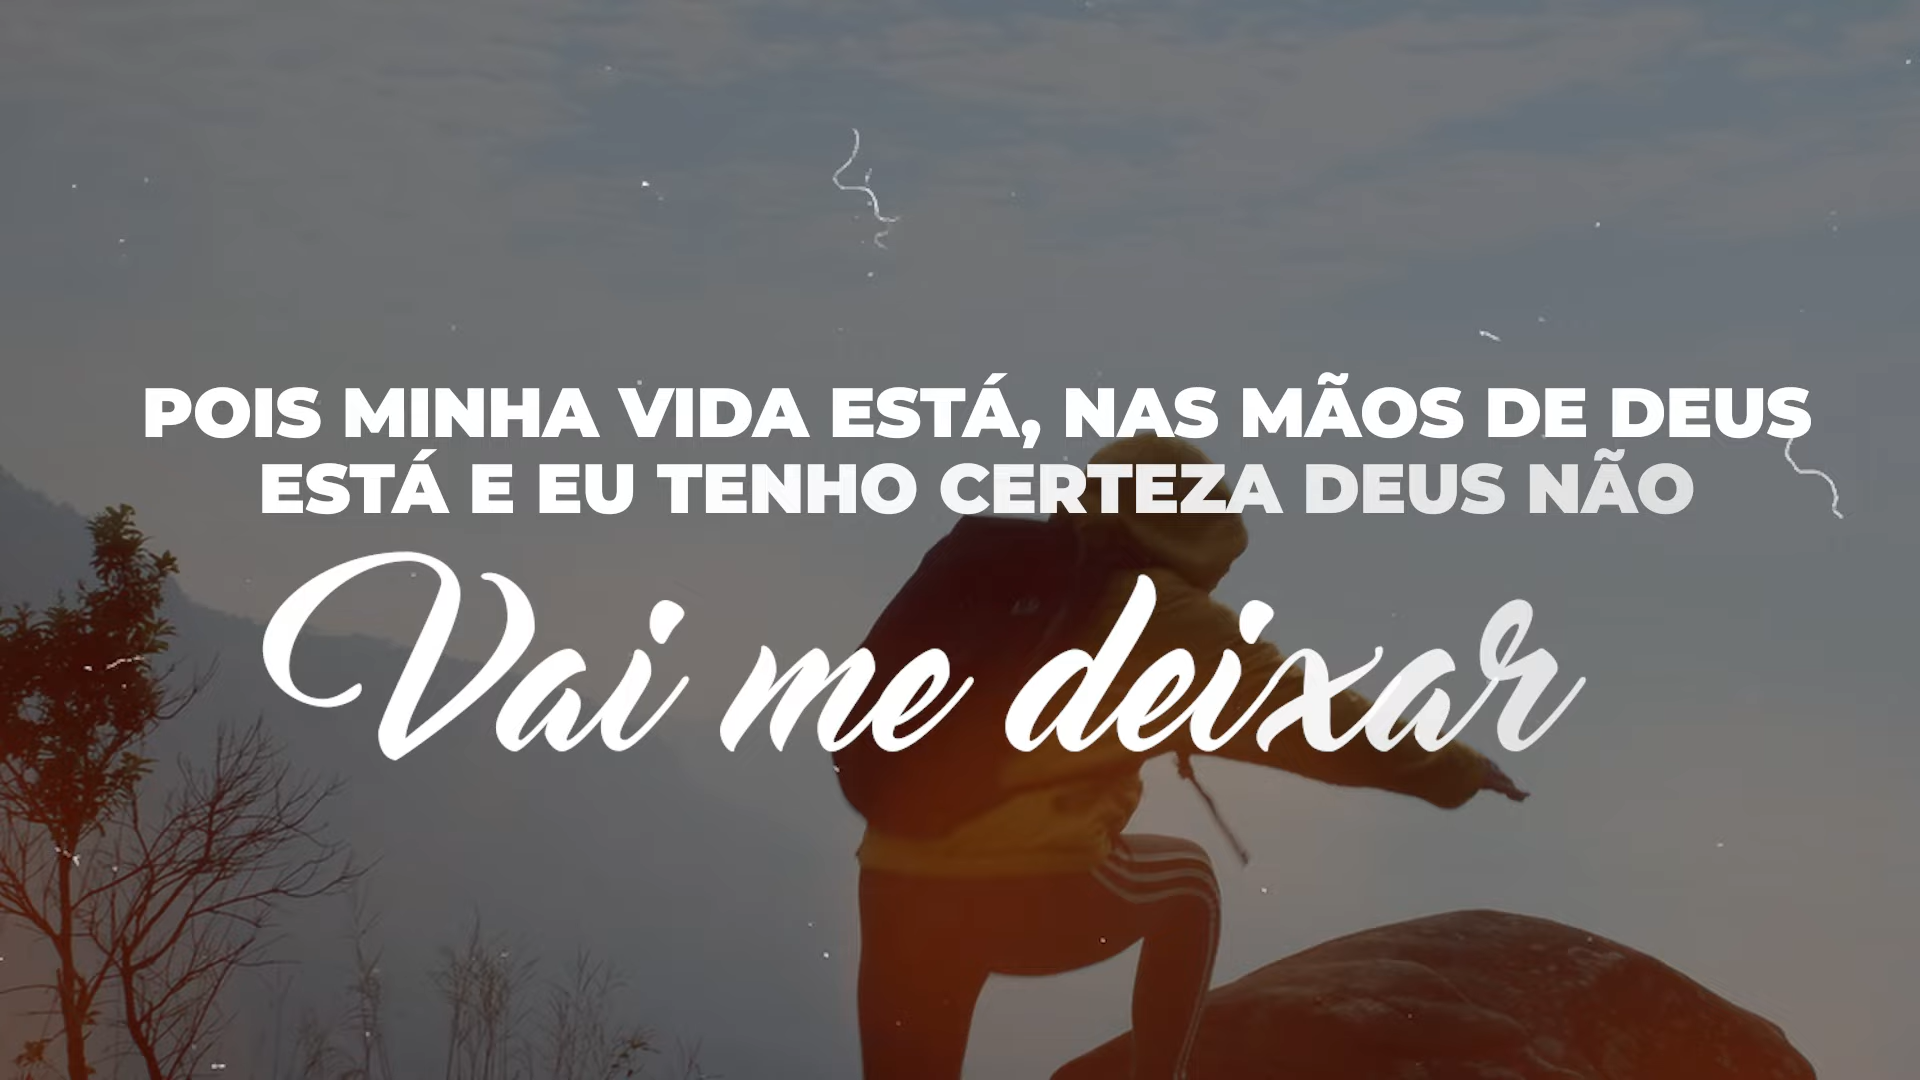 POIS MINHA VIDA ESTÁ, NAS MÃOS DE DEUS
ESTÁ E EU TENHO CERTEZA DEUS NÃO
Vai me deixar